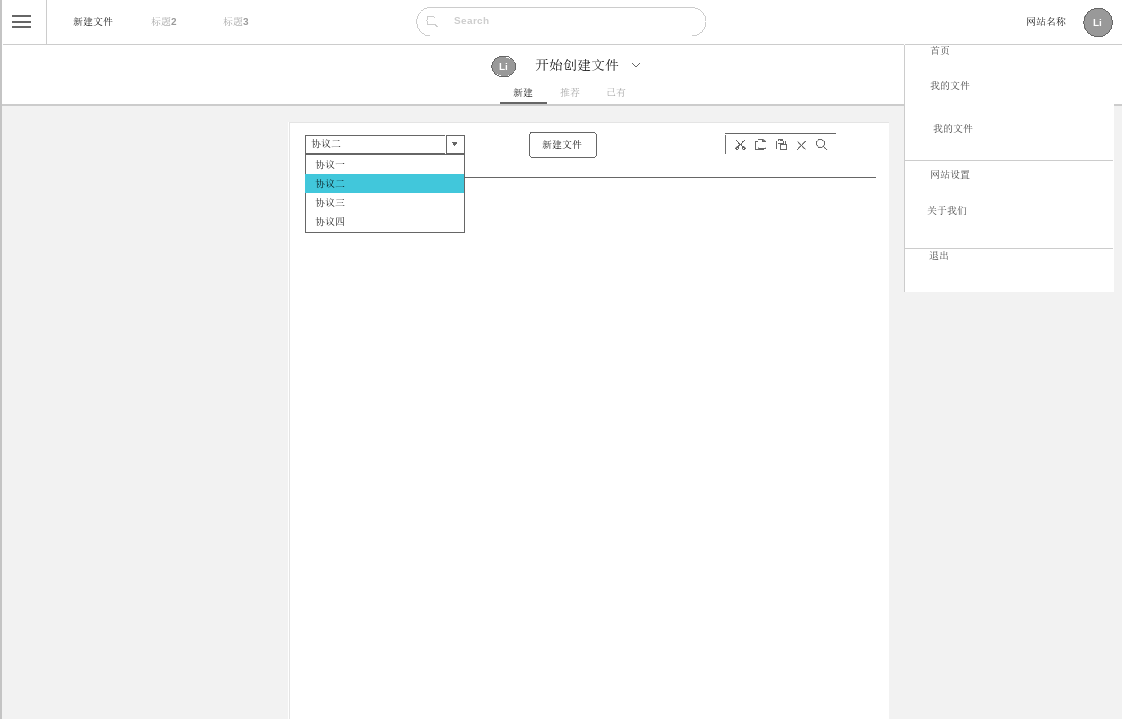 新建文件 标题2 标题3 Search 网站名称 Li
Li 开始创建文件
新建 推荐 已有
首页
我的文件
我的文件
网站设置
关于我们
退出
协议二 新建文件
协议一
协议二
协议三
协议四